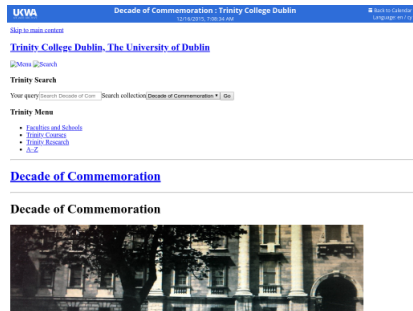 UKWA
Decade of Commemoration : Trinity College Dublin
12/16/2015, 7:08:34 AM
Back to Calendar
Language: en / cy
Skip to main content
Trinity College Dublin, The University of Dublin
Menu Search
Trinity Search
Your query Search Decade of Com Search collection Decade of Commemoration Go
Trinity Menu
Faculties and Schools
Trinity Courses
Trinity Research
A–Z
Decade of Commemoration
Decade of Commemoration